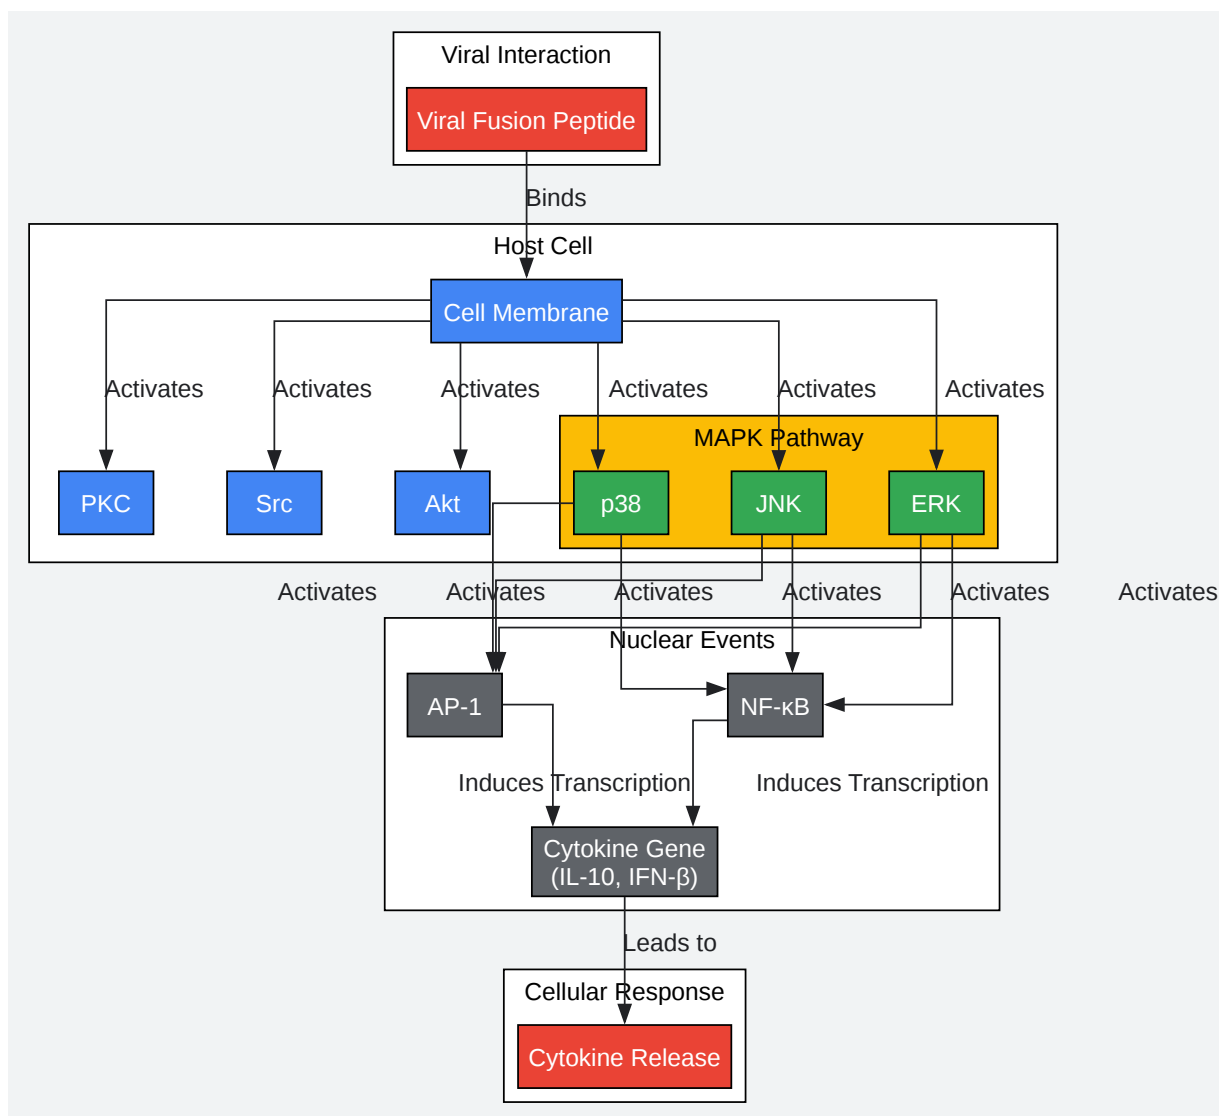 Viral Interaction
Viral Fusion Peptide
Binds
Host Cell
Cell Membrane
Activates
Activates
Activates
Activates
Activates
Activates
MAPK Pathway
PKC
Src
Akt
p38
JNK
ERK
Activates
Activates
Activates
Activates
Activates
Activates
Nuclear Events
AP-1
NF-κB
Induces Transcription
Induces Transcription
Cytokine Gene
(IL-10, IFN-β)
Leads to
Cellular Response
Cytokine Release